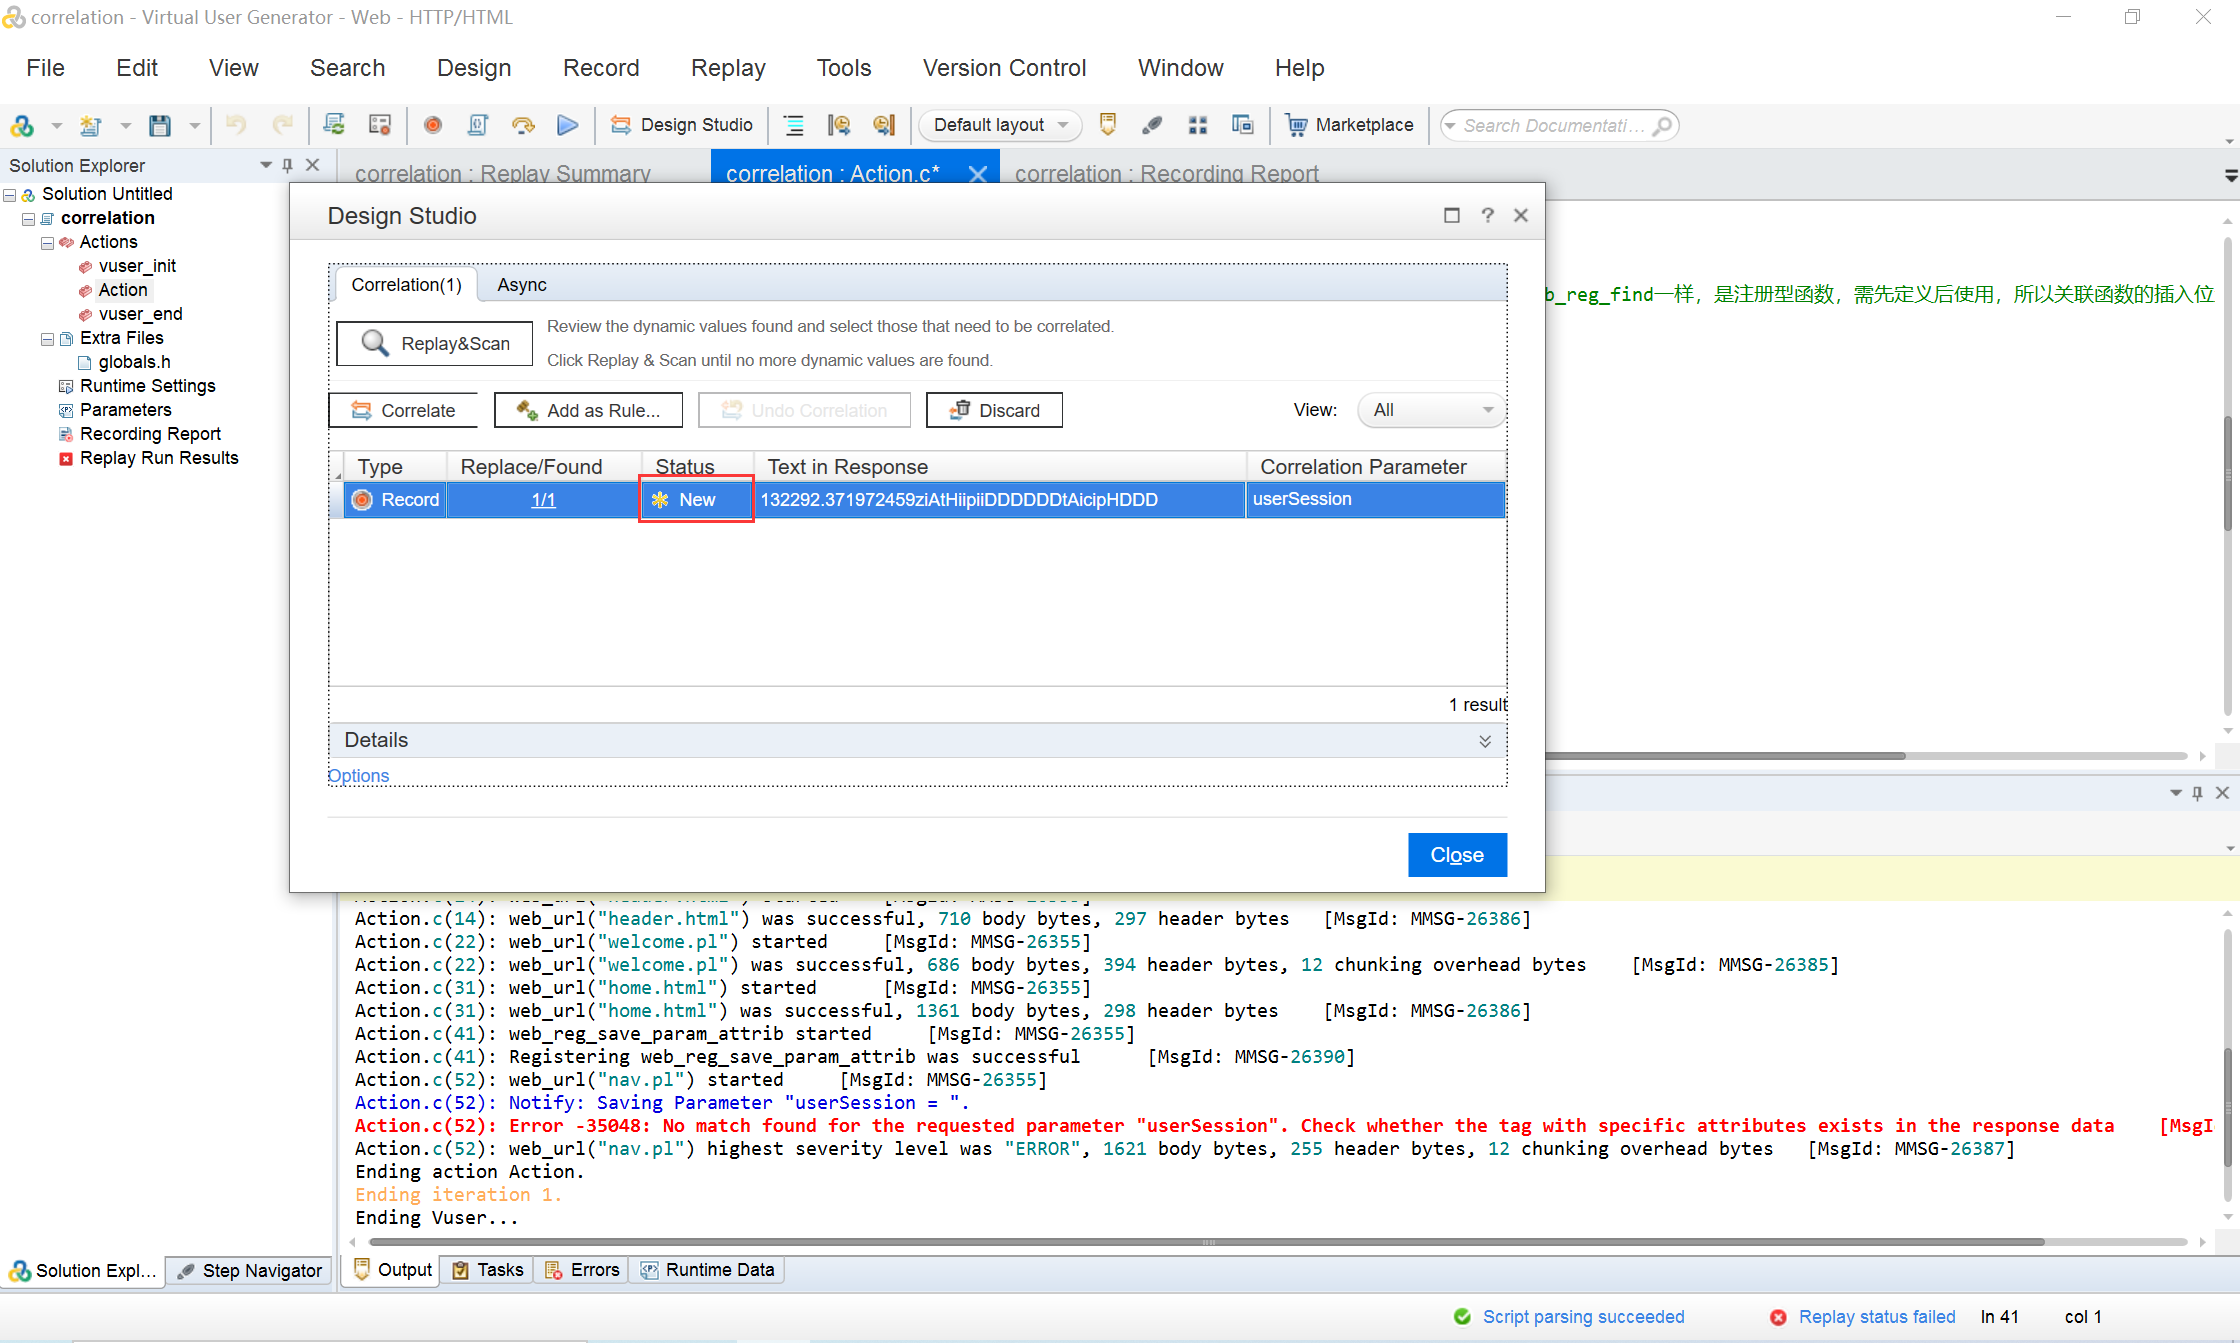 correlation - Virtual User Generator - Web - HTTP/HTML
File Edit View Search Design Record Replay Tools Version Control Window Help
Design Studio Default layout Marketplace Search Documentati...
Solution Explorer
correlation : Replay Summary correlation : Action.c* correlation : Recording Report
Solution Untitled
correlation
Actions
vuser_init
Action
vuser_end
Extra Files
globals.h
Runtime Settings
Parameters
Recording Report
Replay Run Results
b_reg_find一样，是注册型函数，需先定义后使用，所以关联函数的插入位
Design Studio
Correlation(1) Async
Replay&Scan
Review the dynamic values found and select those that need to be correlated.
Click Replay & Scan until no more dynamic values are found.
Correlate Add as Rule... Undo Correlation Discard View: All
Type Replace/Found Status Text in Response Correlation Parameter
Record 1/1 New 132292.371972459ziAtHiipiiDDDDDDtAicipHDDD userSession
1 result
Details
Options
Close
Action.c(14): web_url("header.html") was successful, 710 body bytes, 297 header bytes [MsgId: MMSG-26386]
Action.c(22): web_url("welcome.pl") started [MsgId: MMSG-26355]
Action.c(22): web_url("welcome.pl") was successful, 686 body bytes, 394 header bytes, 12 chunking overhead bytes [MsgId: MMSG-26385]
Action.c(31): web_url("home.html") started [MsgId: MMSG-26355]
Action.c(31): web_url("home.html") was successful, 1361 body bytes, 298 header bytes [MsgId: MMSG-26386]
Action.c(41): web_reg_save_param_attrib started [MsgId: MMSG-26355]
Action.c(41): Registering web_reg_save_param_attrib was successful [MsgId: MMSG-26390]
Action.c(52): web_url("nav.pl") started [MsgId: MMSG-26355]
Action.c(52): Notify: Saving Parameter "userSession = ".
Action.c(52): Error -35048: No match found for the requested parameter "userSession". Check whether the tag with specific attributes exists in the response data [MsgI
Action.c(52): web_url("nav.pl") highest severity level was "ERROR", 1621 body bytes, 255 header bytes, 12 chunking overhead bytes [MsgId: MMSG-26387]
Ending action Action.
Ending iteration 1.
Ending Vuser...
Solution Expl... Step Navigator Output Tasks Errors Runtime Data
Script parsing succeeded Replay status failed ln 41 col 1